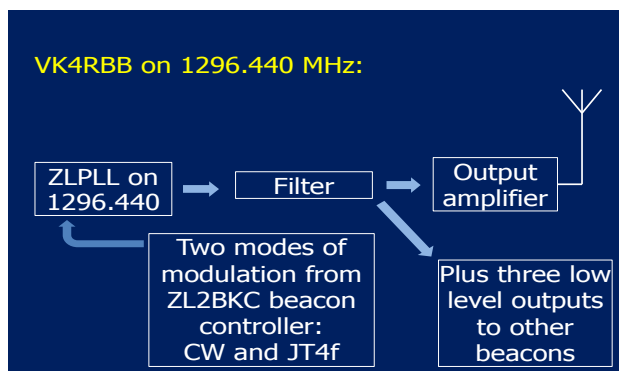 VK4RBB on 1296.440 MHz:
ZLPLL on
1296.440
Filter
Output
amplifier
Two modes of
modulation from
ZL2BKC beacon
controller:
CW and JT4f
Plus three low
level outputs
to other
beacons